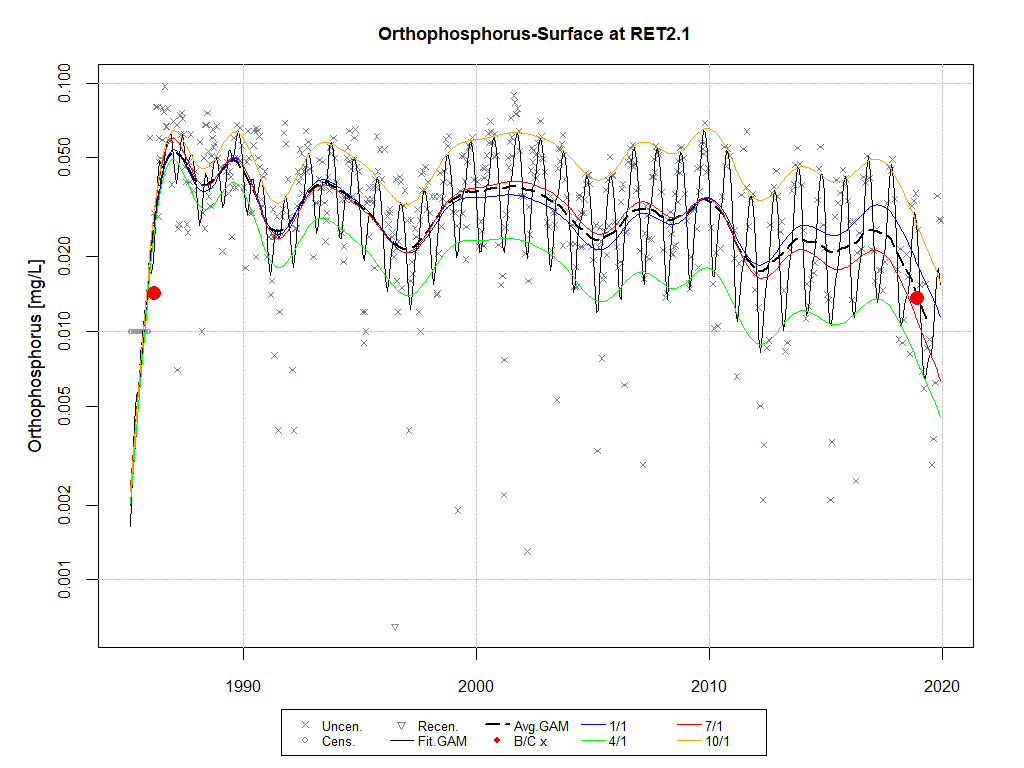 Orthophosphorus-Surface at RET2.1
Orthophosphorus [mg/L]
0.100
0.050
0.020
0.010
0.005
0.002
0.001
1990 2000 2010 2020
Uncen. Recen. Avg.GAM 1/1 7/1
Cens. Fit.GAM B/C x 4/1 10/1